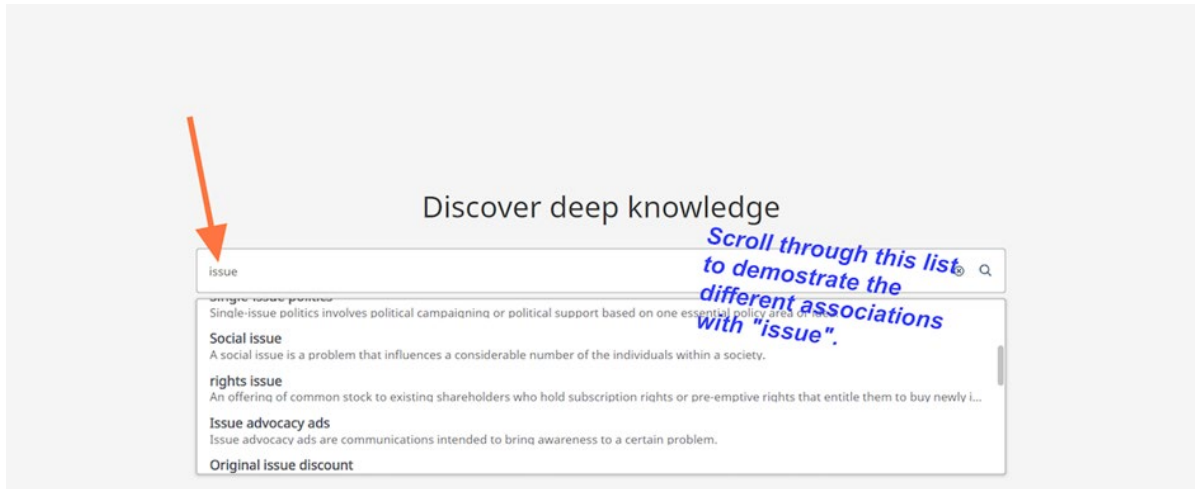 Discover deep knowledge
Scroll through this list
to demostrate the
different associations
with "issue".
issue
Single-issue politics
Single-issue politics involves political campaigning or political support based on one essential policy area or
Social issue
A social issue is a problem that influences a considerable number of the individuals within a society.
rights issue
An offering of common stock to existing shareholders who hold subscription rights or pre-emptive rights that entitle them to buy newly i...
Issue advocacy ads
Issue advocacy ads are communications intended to bring awareness to a certain problem.
Original issue discount